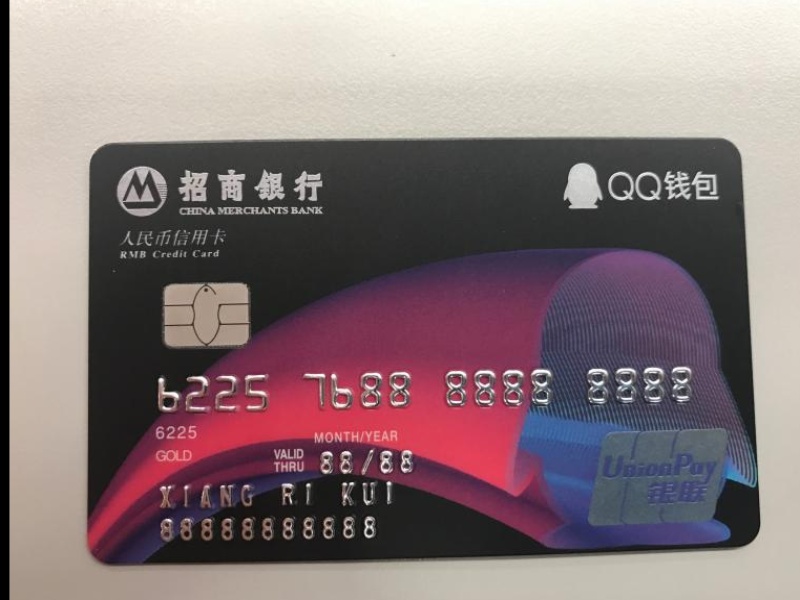 招商銀行
CHINA MERCHANTS BANK
QQ钱包
人民币信用卡
RMB Credit Card
6225 7688 8888 8888
6225
MONTH/YEAR
GOLD
VALID THRU 88/88
XIANG RI KUI
88888888888
UnionPay
银联